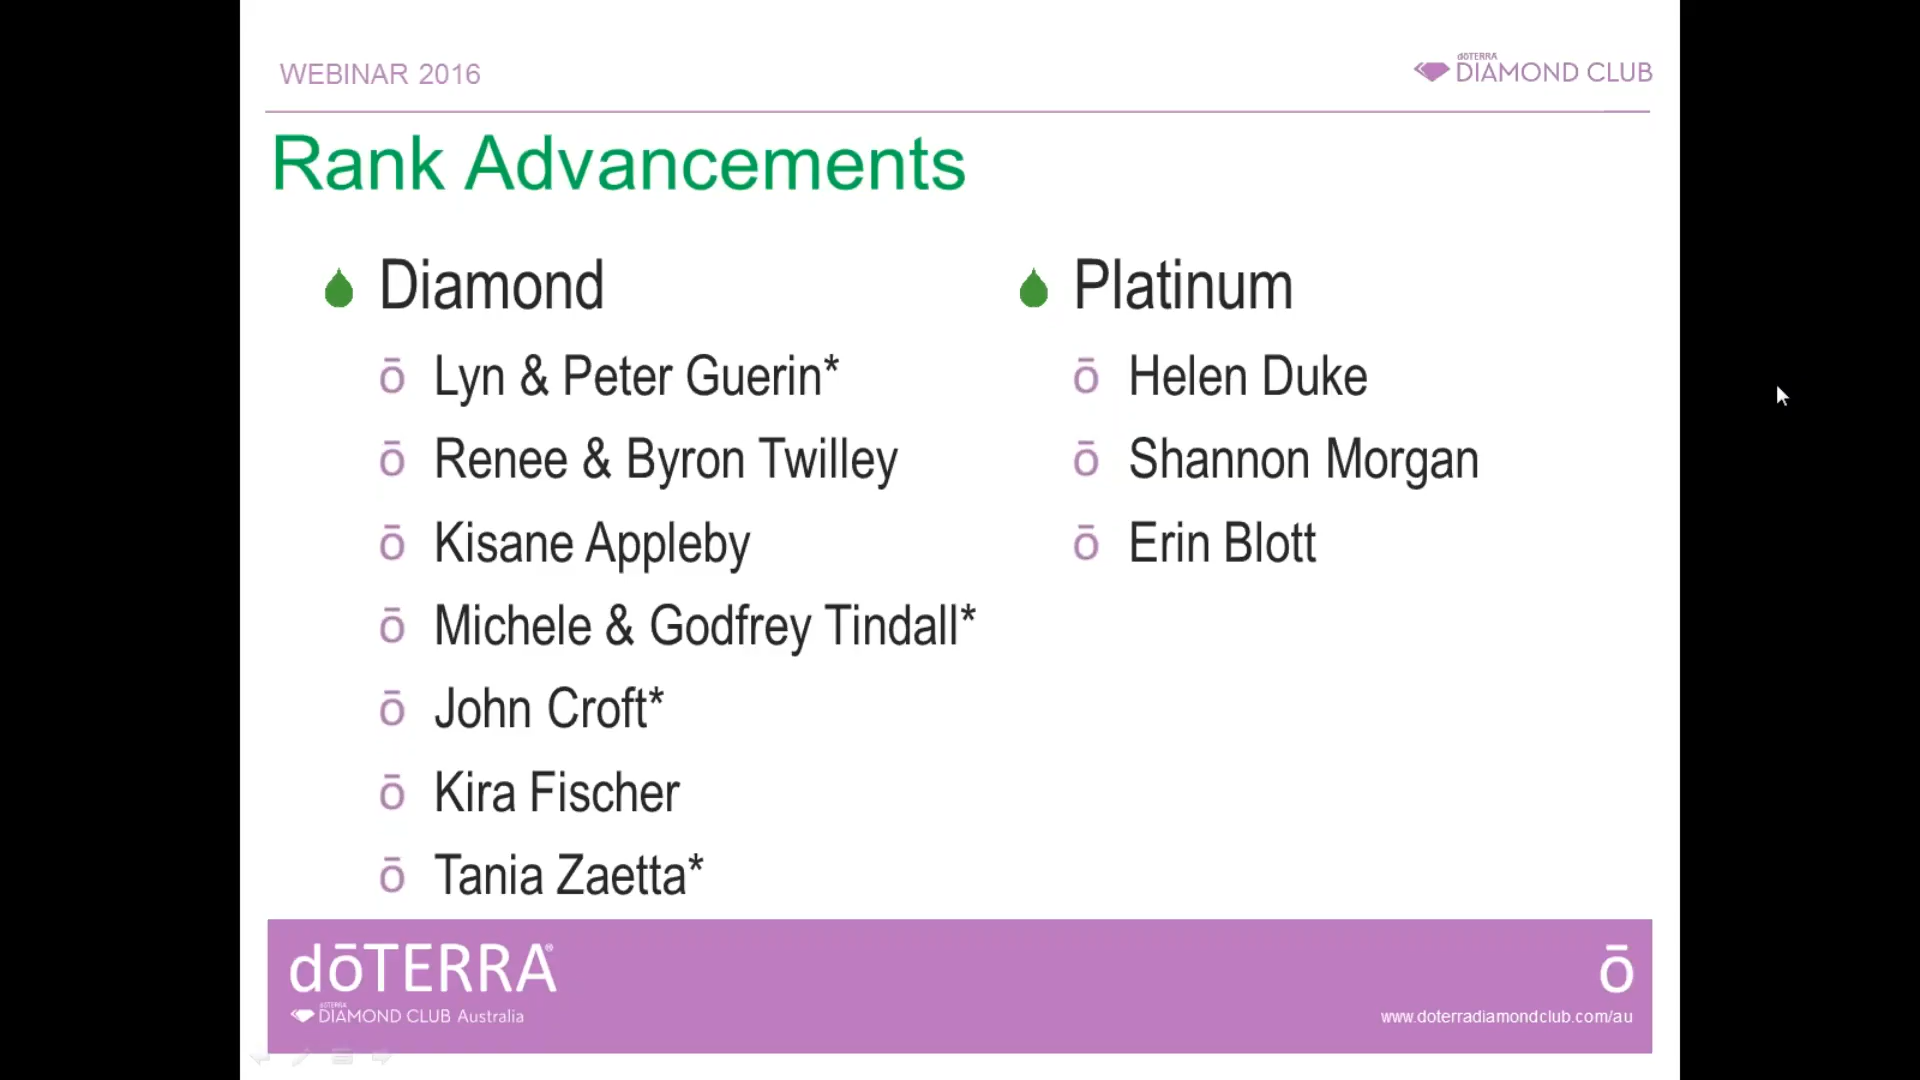 WEBINAR 2016
dōTERRA
DIAMOND CLUB
Rank Advancements
Diamond
ō Lyn & Peter Guerin*
ō Renee & Byron Twilley
ō Kisane Appleby
ō Michele & Godfrey Tindall*
ō John Croft*
ō Kira Fischer
ō Tania Zaetta*
Platinum
ō Helen Duke
ō Shannon Morgan
ō Erin Blott
dōTERRA®
dōTERRA
DIAMOND CLUB Australia
ō
www.doterradiamondclub.com/au